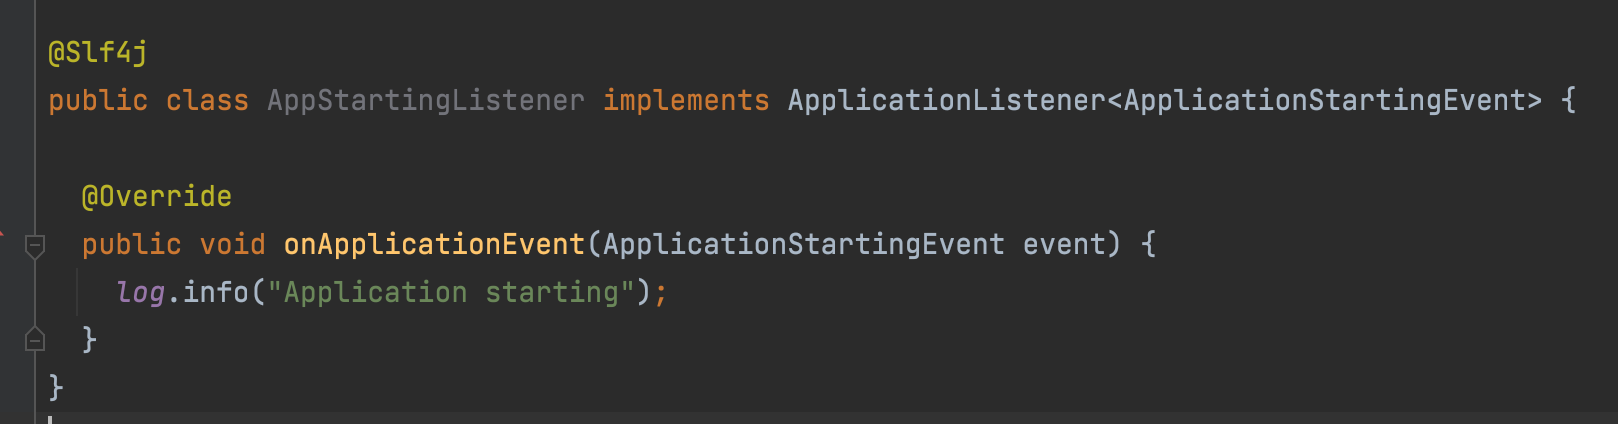 @Slf4j
public class AppStartingListener implements ApplicationListener<ApplicationStartingEvent> {
@Override
public void onApplicationEvent(ApplicationStartingEvent event) {
log.info("Application starting");
}
}